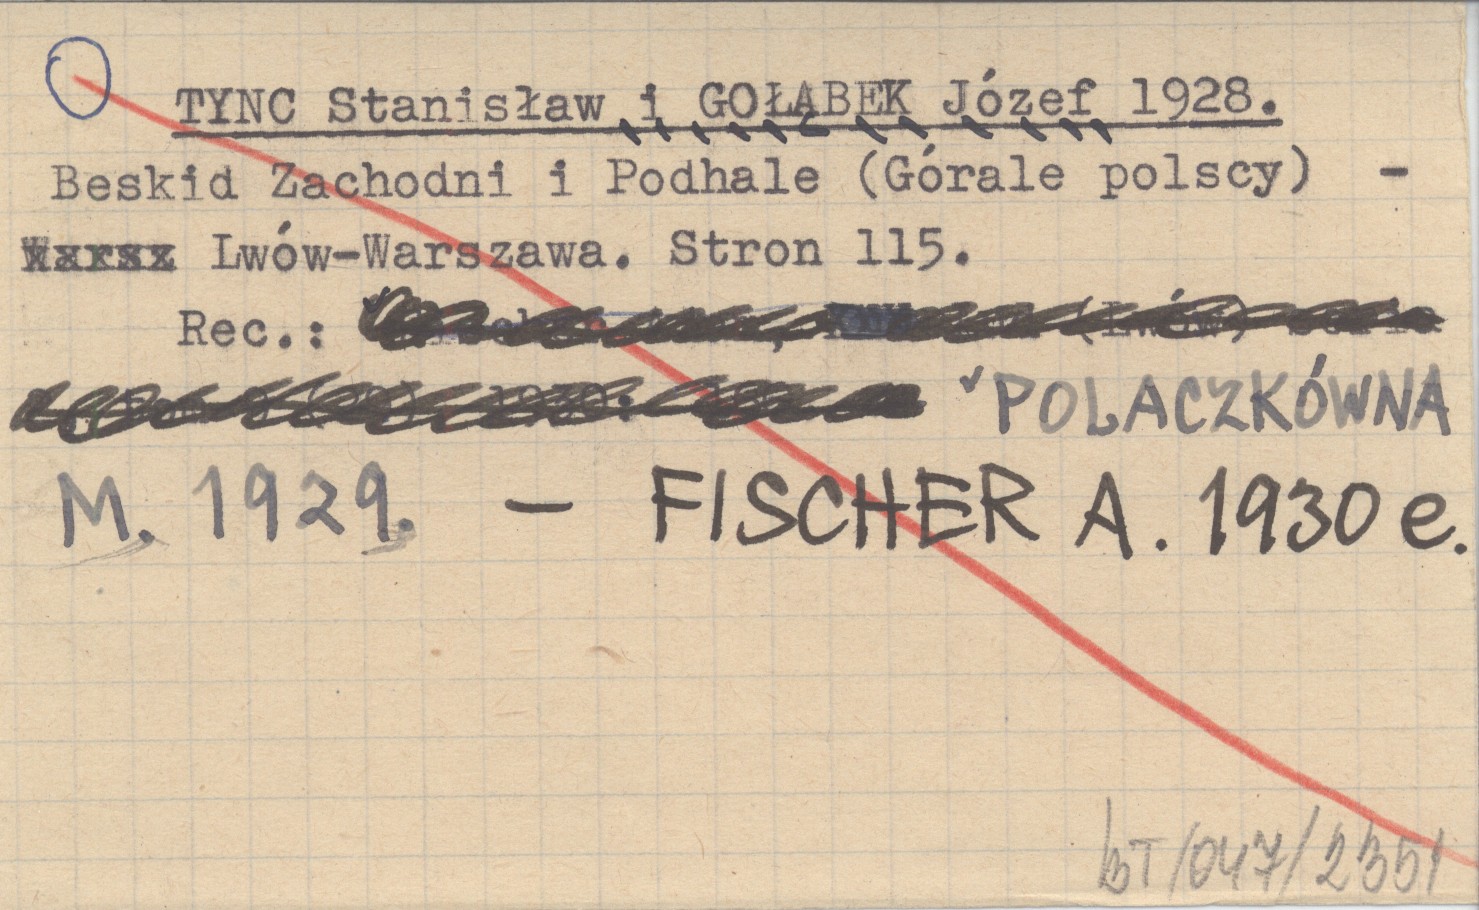 TYNC Stanisław i GOŁĄBEK Józef 1928.
Beskid Zachodni i Podhale (Górale polscy) -
Lwów-Warszawa. Stron 115.
Rec.:
POLACZKÓWNA
M. 1929. — FISCHER A. 1930 e.
BT/047/2351